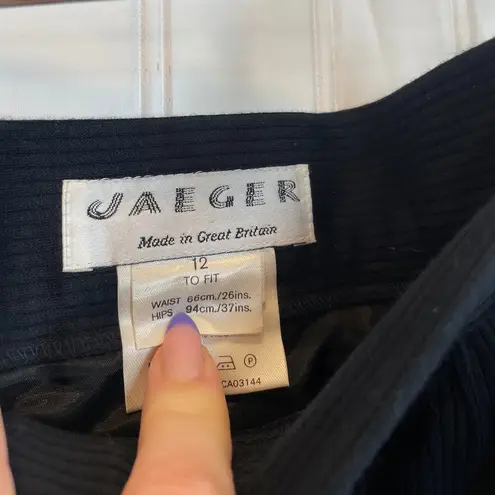 JAEGER
Made in Great Britain
12
TO FIT
WAIST 66cm./26ins.
HIPS 94cm./37ins.
P
CA03144